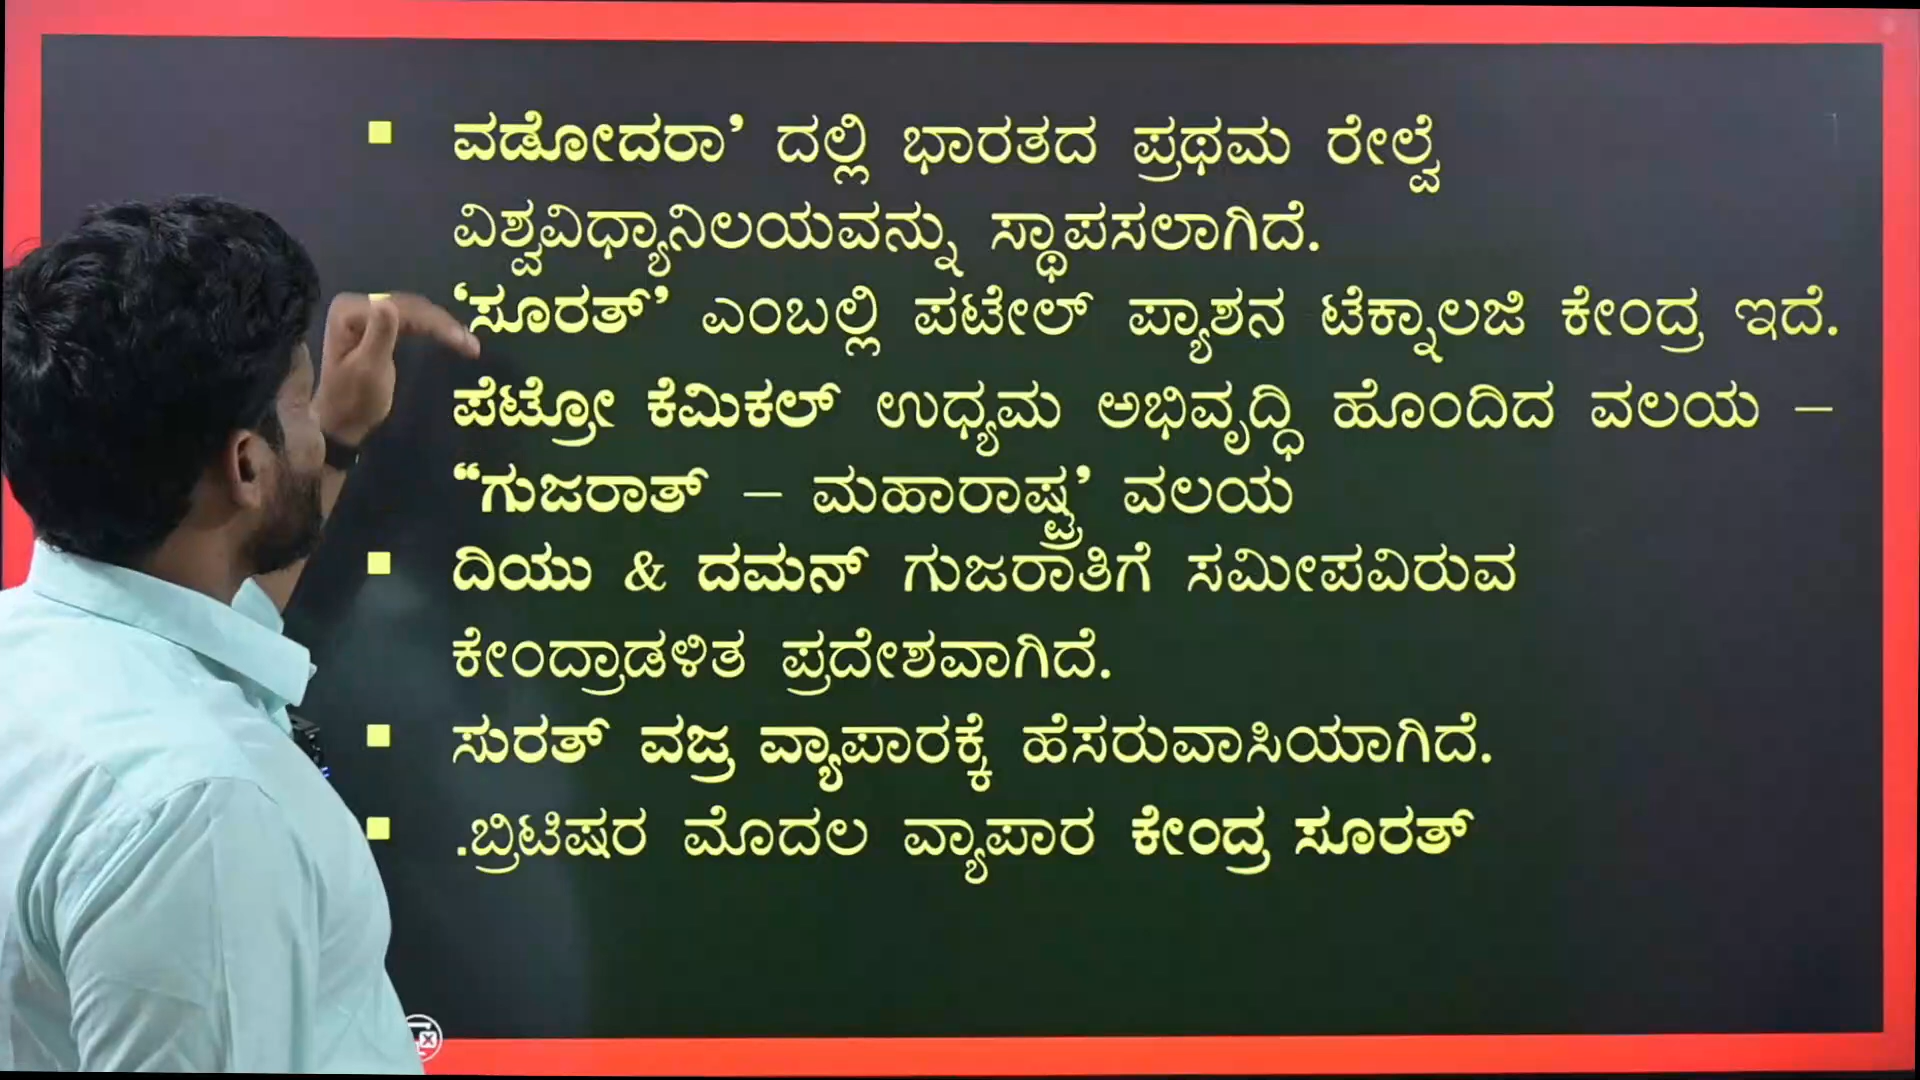 ▪ ವಡೋದರಾ’ ದಲ್ಲಿ ಭಾರತದ ಪ್ರಥಮ ರೇಲ್ವೆ
ವಿಶ್ವವಿಧ್ಯಾನಿಲಯವನ್ನು ಸ್ಥಾಪಸಲಾಗಿದೆ.
▪ ‘ಸೂರತ್’ ಎಂಬಲ್ಲಿ ಪಟೇಲ್ ಪ್ಯಾಶನ ಟೆಕ್ನಾಲಜಿ ಕೇಂದ್ರ ಇದೆ.
ಪೆಟ್ರೋ ಕೆಮಿಕಲ್ ಉಧ್ಯಮ ಅಭಿವೃದ್ಧಿ ಹೊಂದಿದ ವಲಯ –
“ಗುಜರಾತ್ – ಮಹಾರಾಷ್ಟ್ರ’ ವಲಯ
▪ ದಿಯು & ದಮನ್ ಗುಜರಾತಿಗೆ ಸಮೀಪವಿರುವ
ಕೇಂದ್ರಾಡಳಿತ ಪ್ರದೇಶವಾಗಿದೆ.
▪ ಸುರತ್ ವಜ್ರ ವ್ಯಾಪಾರಕ್ಕೆ ಹೆಸರುವಾಸಿಯಾಗಿದೆ.
▪ .ಬ್ರಿಟಿಷರ ಮೊದಲ ವ್ಯಾಪಾರ ಕೇಂದ್ರ ಸೂರತ್